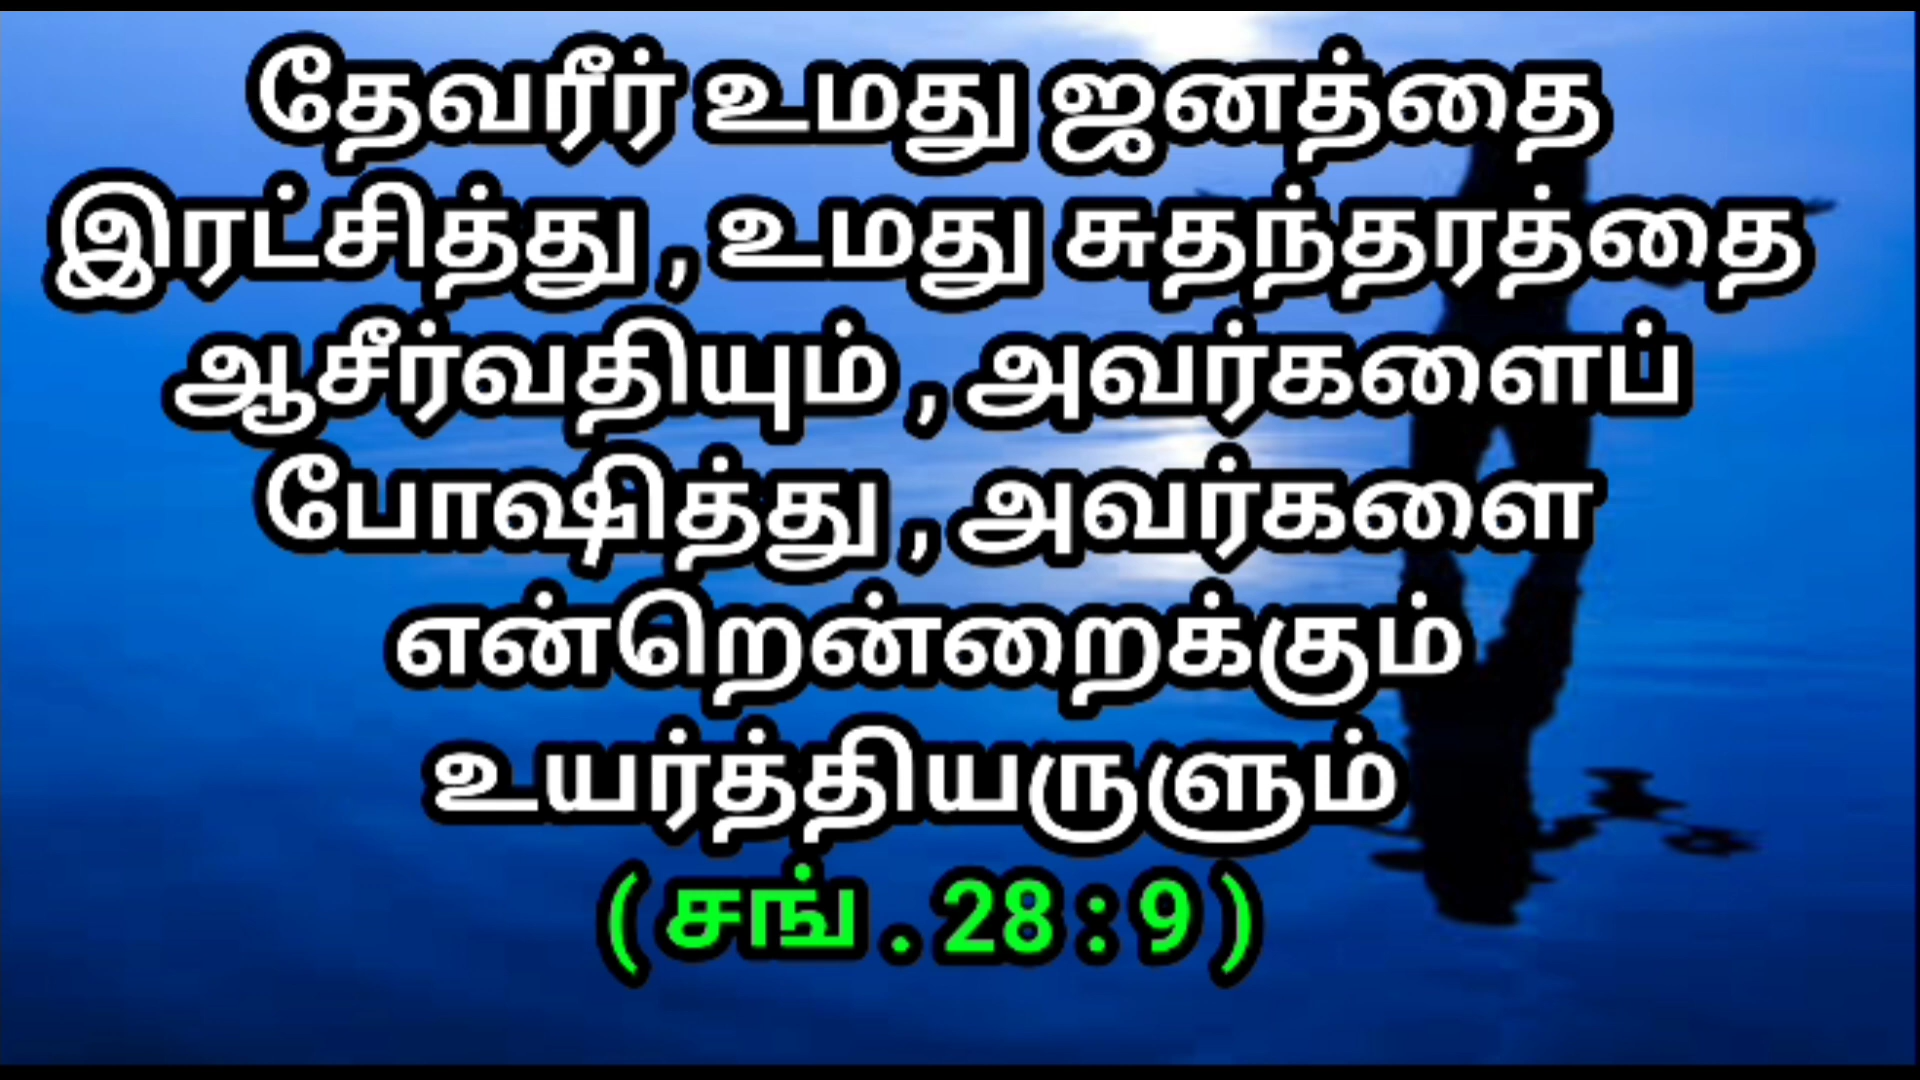 தேவரீர் உமது ஜனத்தை
இரட்சித்து , உமது சுதந்தரத்தை
ஆசீர்வதியும் , அவர்களைப்
போஷித்து , அவர்களை
என்றென்றைக்கும்
உயர்த்தியருளும்
( சங் . 28 : 9 )